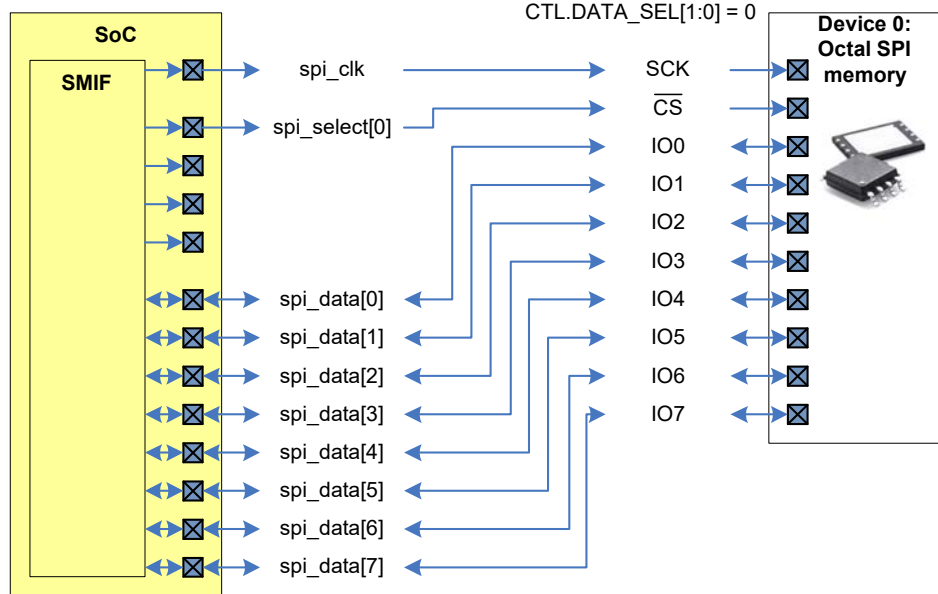 CTL.DATA_SEL[1:0] = 0
SoC
SMIF
Device 0:
Octal SPI
memory
spi_clk
SCK
spi_select[0]
CS
IO0
IO1
IO2
IO3
IO4
IO5
IO6
IO7
spi_data[0]
spi_data[1]
spi_data[2]
spi_data[3]
spi_data[4]
spi_data[5]
spi_data[6]
spi_data[7]